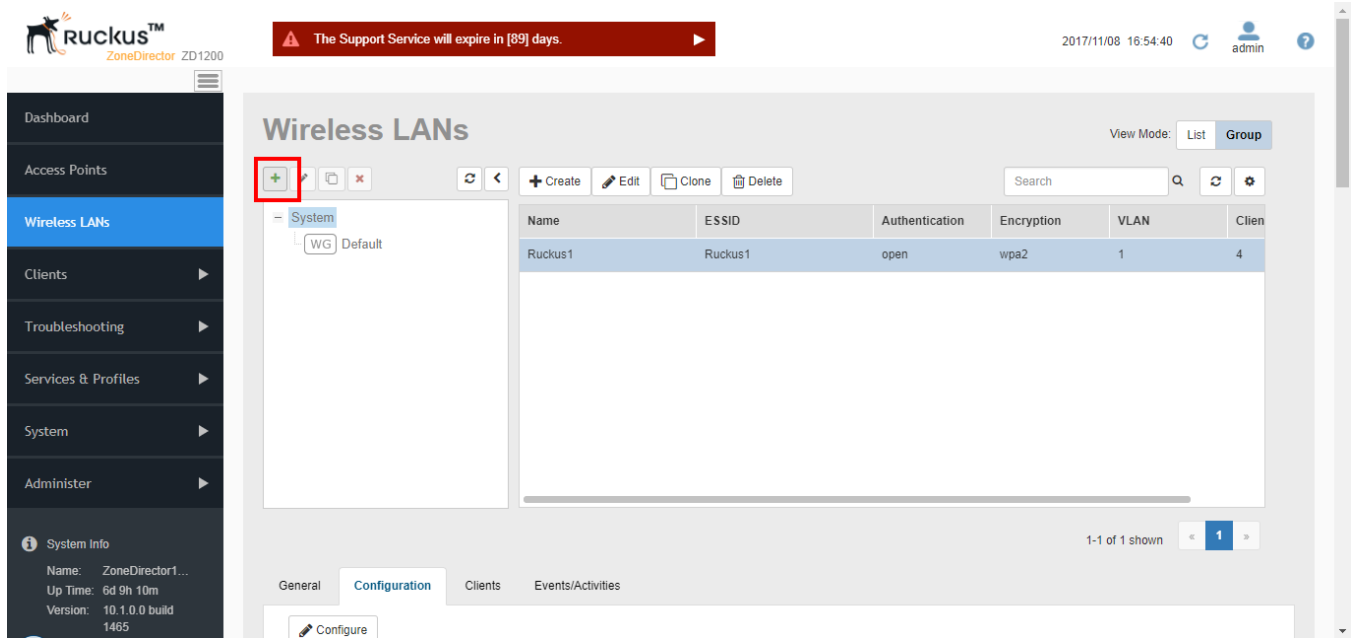 Ruckus™
ZoneDirector ZD1200
The Support Service will expire in [89] days.
2017/11/08 16:54:40
admin
?
Dashboard
Access Points
Wireless LANs
Clients
Troubleshooting
Services & Profiles
System
Administer
i System Info
Name: ZoneDirector1...
Up Time: 6d 9h 10m
Version: 10.1.0.0 build
1465
Wireless LANs
View Mode: List Group
Create Edit Clone Delete
Search
System
WG Default
Name ESSID Authentication Encryption VLAN Clien
Ruckus1 Ruckus1 open wpa2 1 4
1-1 of 1 shown « 1 »
General Configuration Clients Events/Activities
Configure